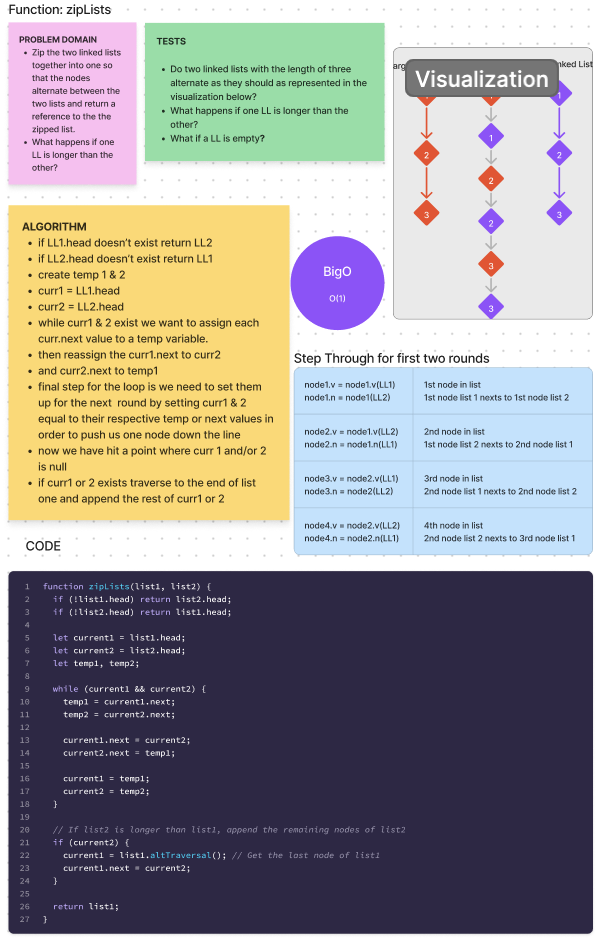 Function: zipLists
PROBLEM DOMAIN
• Zip the two linked lists
together into one so
that the nodes
alternate between the
two lists and return a
reference to the the
zipped list.
• What happens if one
LL is longer than the
other?
TESTS
• Do two linked lists with the length of three
alternate as they should as represented in the
visualization below?
• What happens if one LL is longer than the
other?
• What if a LL is empty?
Visualization
List
1
2
3
1
2
2
3
3
1
2
3
ALGORITHM
• if LL1.head doesn't exist return LL2
• if LL2.head doesn't exist return LL1
• create temp 1 & 2
• curr1 = LL1.head
• curr2 = LL2.head
• while curr1 & 2 exist we want to assign each
curr.next value to a temp variable.
• then reassign the curr1.next to curr2
• and curr2.next to temp1
• final step for the loop is we need to set them
up for the next round by setting curr1 & 2
equal to their respective temp or next values in
order to push us one node down the line
• now we have hit a point where curr 1 and/or 2
is null
• if curr1 or 2 exists traverse to the end of list
one and append the rest of curr1 or 2
BigO
O(1)
Step Through for first two rounds
node1.v = node1.v(LL1)
node1.n = node1(LL2)
1st node in list
1st node list 1 nexts to 1st node list 2
node2.v = node1.v(LL2)
node2.n = node1.n(LL1)
2nd node in list
1st node list 2 nexts to 2nd node list 1
node3.v = node2.v(LL1)
node3.n = node2(LL2)
3rd node in list
2nd node list 1 nexts to 2nd node list 2
node4.v = node2.v(LL2)
node4.n = node2.n(LL1)
4th node in list
2nd node list 2 nexts to 3rd node list 1
CODE
1 function zipLists(list1, list2) {
2 if (!list1.head) return list2.head;
3 if (!list2.head) return list1.head;
4
5 let current1 = list1.head;
6 let current2 = list2.head;
7 let temp1, temp2;
8
9 while (current1 && current2) {
10 temp1 = current1.next;
11 temp2 = current2.next;
12
13 current1.next = current2;
14 current2.next = temp1;
15
16 current1 = temp1;
17 current2 = temp2;
18 }
19
20 // If list2 is longer than list1, append the remaining nodes of list2
21 if (current2) {
22 current1 = list1.altTraversal(); // Get the last node of list1
23 current1.next = current2;
24 }
25
26 return list1;
27 }